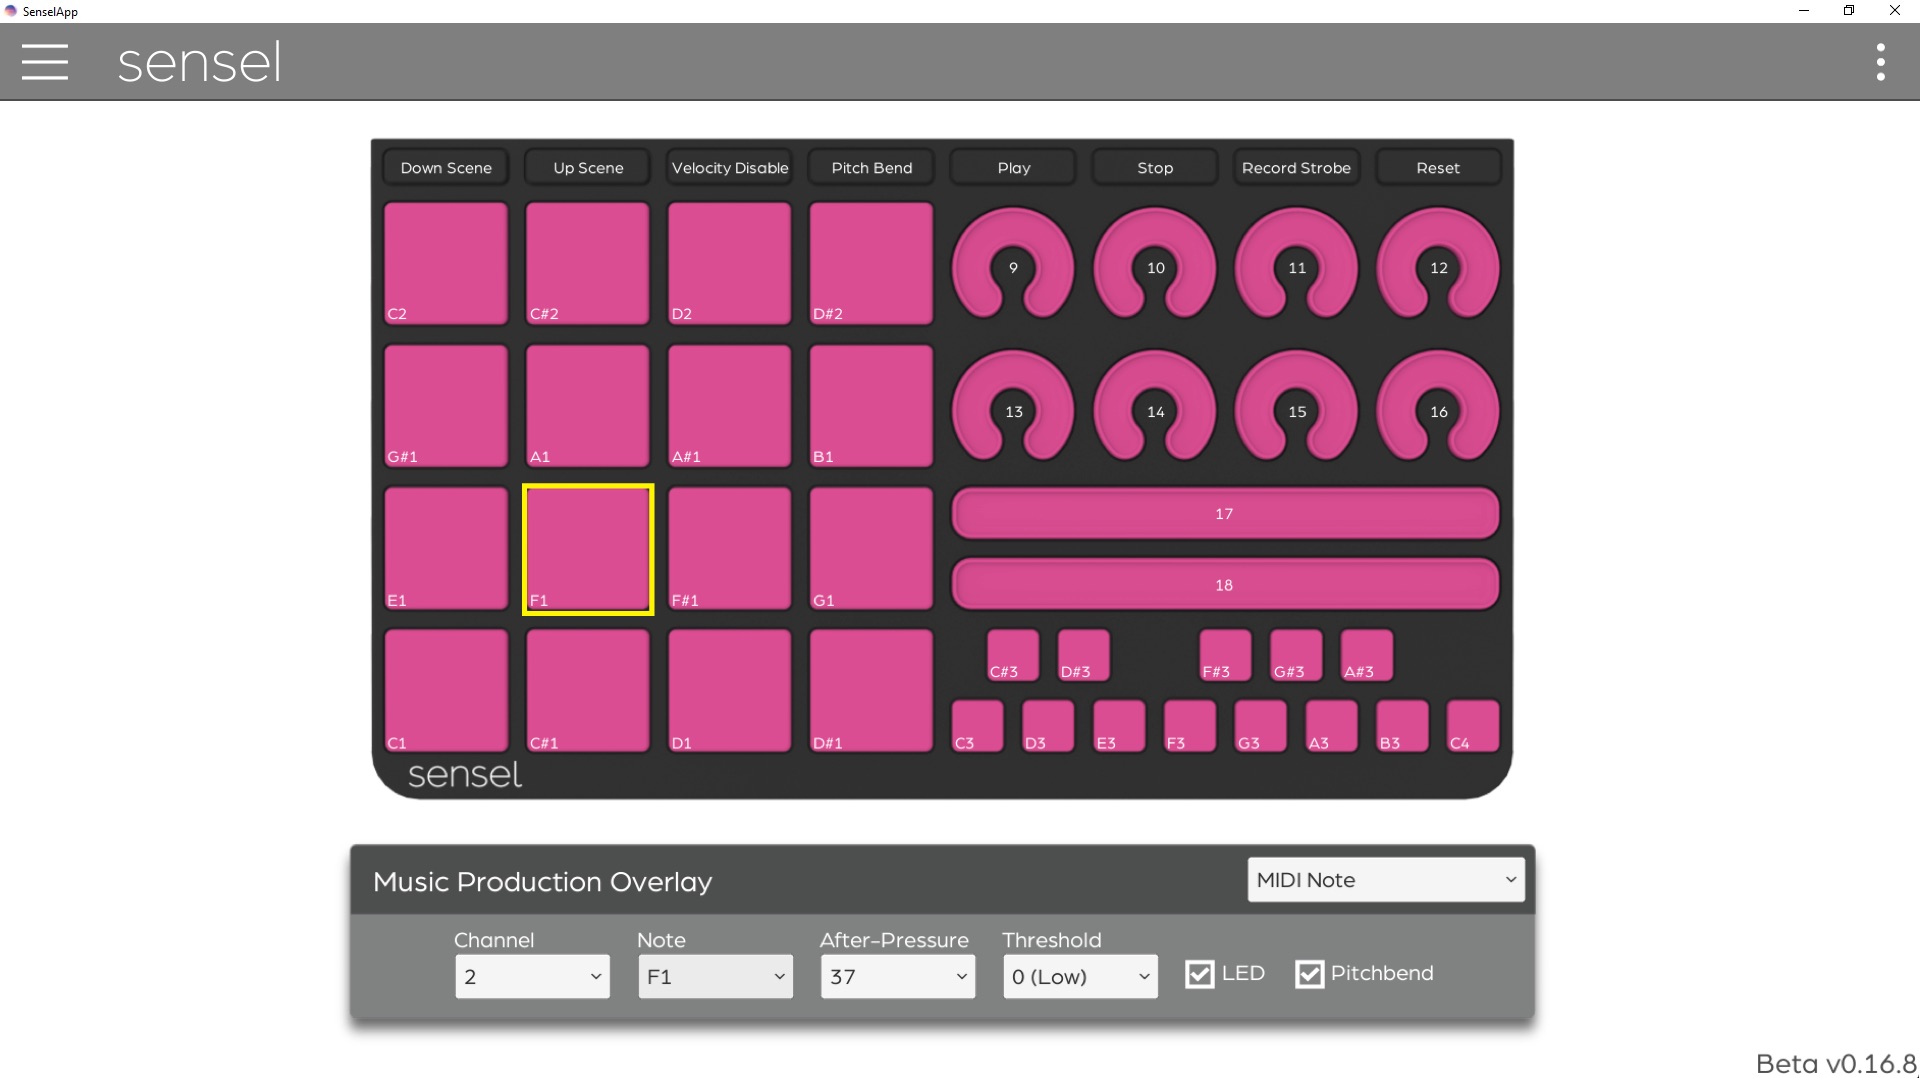 SenselApp
sensel
Down Scene Up Scene Velocity Disable Pitch Bend Play Stop Record Strobe Reset
9 10 11 12
C2 C#2 D2 D#2
13 14 15 16
G#1 A1 A#1 B1
17
18
E1 F1 F#1 G1
C#3 D#3 F#3 G#3 A#3
C1 C#1 D1 D#1 C3 D3 E3 F3 G3 A3 B3 C4
sensel
Music Production Overlay MIDI Note
Channel Note After-Pressure Threshold
2 F1 37 0 (Low) LED Pitchbend
Beta v0.16.8